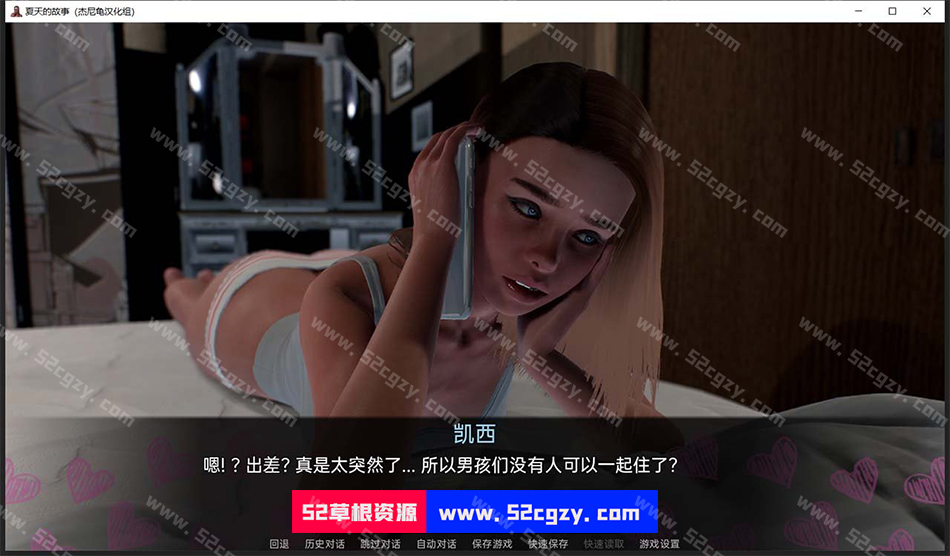 夏天的故事 (杰尼龟汉化组)
www.52cgzy.com
凯西
嗯!？出差? 真是太突然了... 所以男孩们没有人可以一起住了?
52草根资源 www.52cgzy.com
回退 历史对话 跳过对话 自动对话 保存游戏 快速保存 快速读取 游戏设置